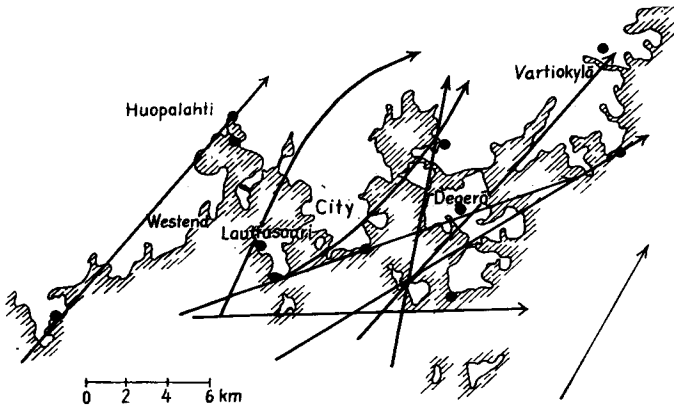 Vartiokylä
Huopalahti
City
Degerö
Westend
Lauttasaari
0 2 4 6 km